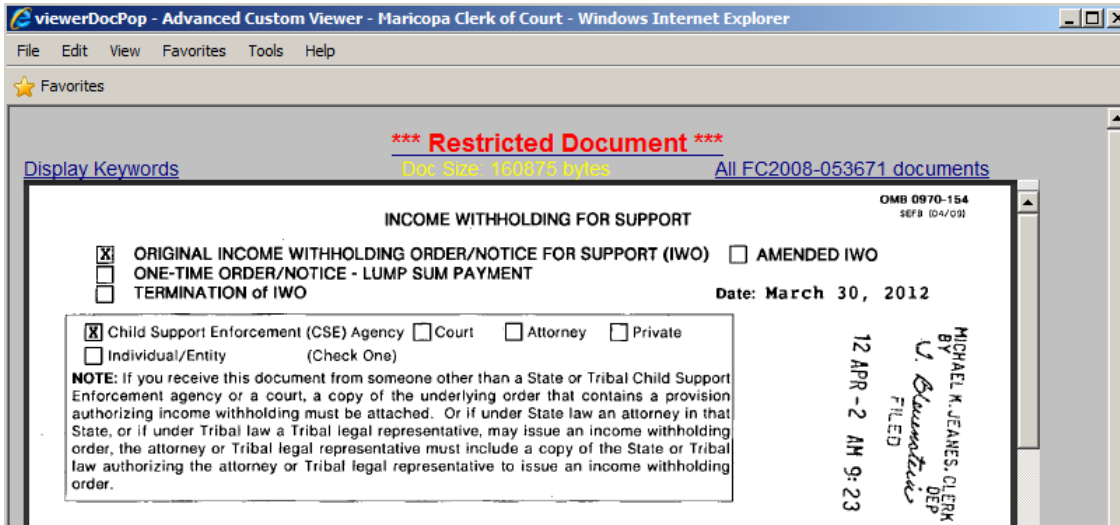 viewerDocPop - Advanced Custom Viewer - Maricopa Clerk of Court - Windows Internet Explorer
File Edit View Favorites Tools Help
Favorites
*** Restricted Document ***
Display Keywords Doc Size: 160875 bytes All FC2008-053671 documents
OMB 0970-154
SEFB (04/09)
INCOME WITHHOLDING FOR SUPPORT
X ORIGINAL INCOME WITHHOLDING ORDER/NOTICE FOR SUPPORT (IWO) AMENDED IWO
ONE-TIME ORDER/NOTICE - LUMP SUM PAYMENT
TERMINATION of IWO Date: March 30, 2012
X Child Support Enforcement (CSE) Agency Court Attorney Private
Individual/Entity (Check One)
NOTE: If you receive this document from someone other than a State or Tribal Child Support
Enforcement agency or a court, a copy of the underlying order that contains a provision
authorizing income withholding must be attached. Or if under State law an attorney in that
State, or if under Tribal law a Tribal legal representative, may issue an income withholding
order, the attorney or Tribal legal representative must include a copy of the State or Tribal
law authorizing the attorney or Tribal legal representative to issue an income withholding
order.
MICHAEL K. JEANES, CLERK
BY DEP
FILED
12 APR -2 AM 9:23